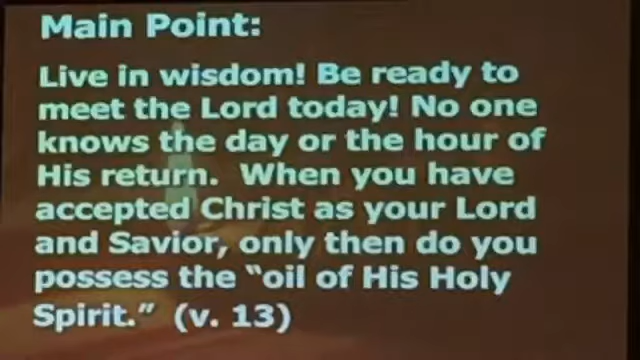 Main Point:
Live in wisdom! Be ready to
meet the Lord today! No one
knows the day or the hour of
His return.  When you have
accepted Christ as your Lord
and Savior, only then do you
possess the “oil of His Holy
Spirit.”  (v. 13)